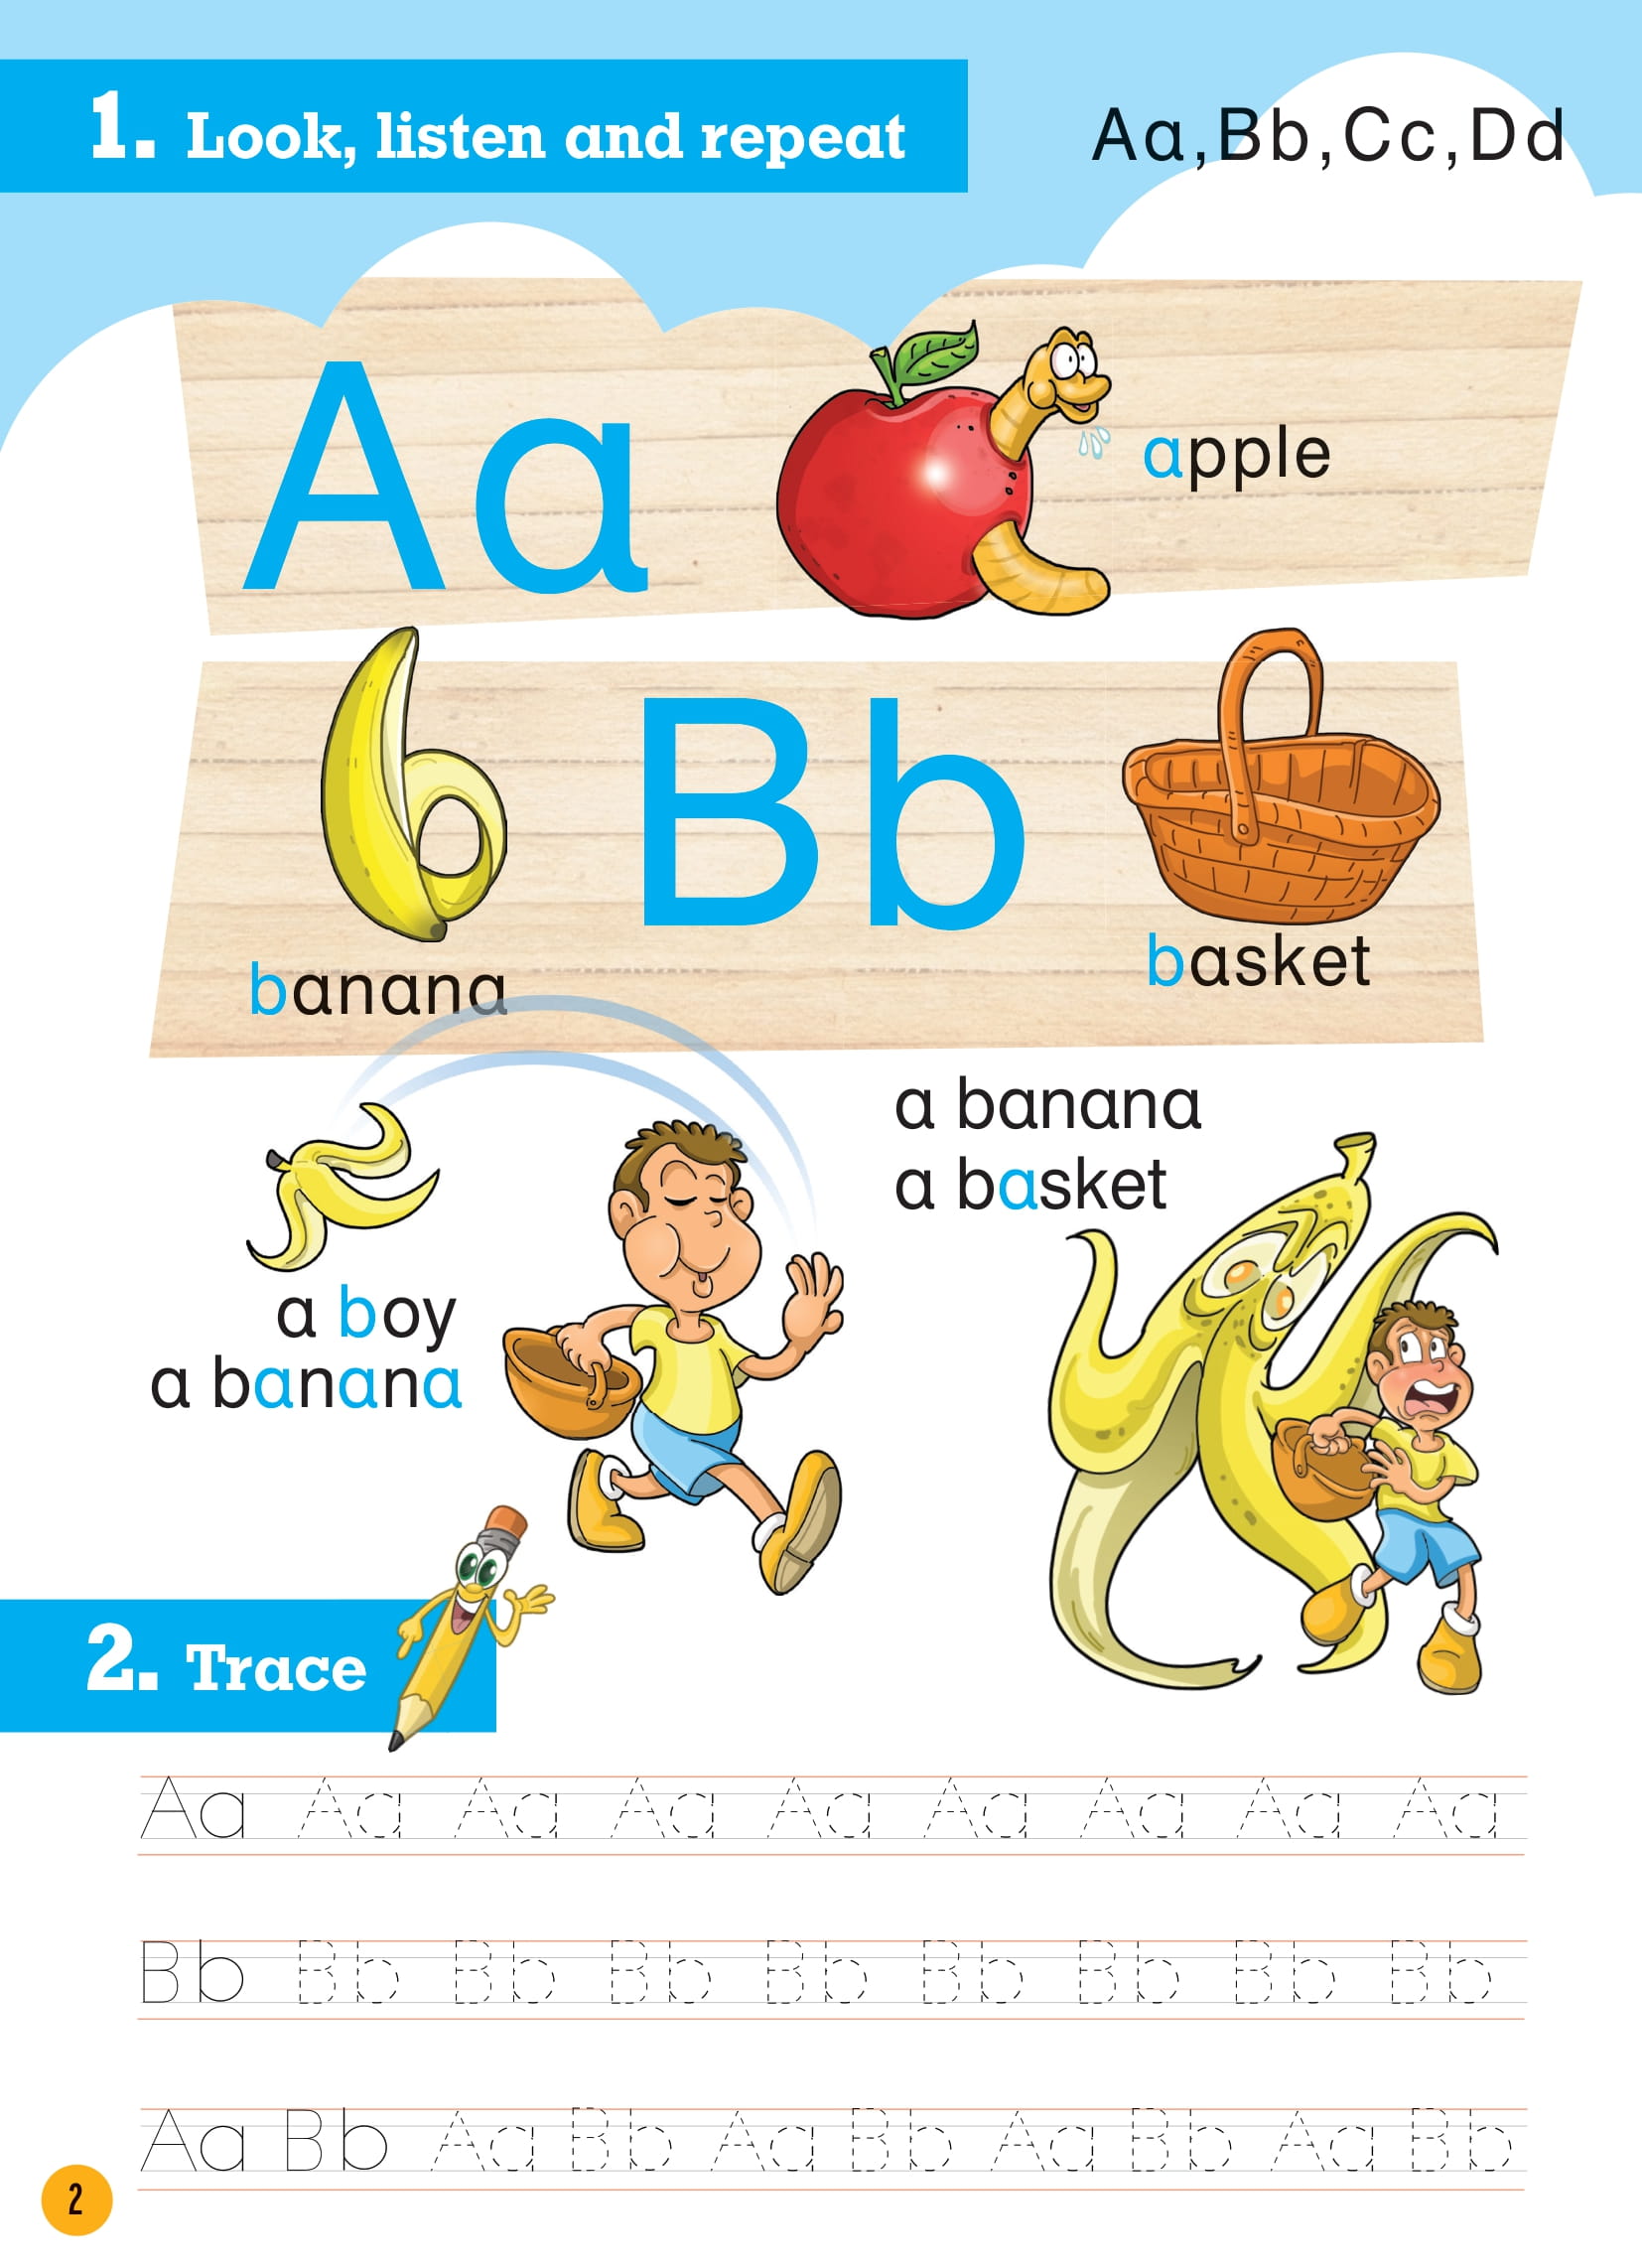 1. Look, listen and repeat
Aa,Bb,Cc,Dd
Aa
apple
Bb
banana
basket
a banana
a basket
a boy
a banana
2. Trace
Aa Aa Aa Aa Aa Aa Aa Aa Aa
Bb Bb Bb Bb Bb Bb Bb Bb Bb
Aa Bb Aa Bb Aa Bb Aa Bb Aa Bb
2